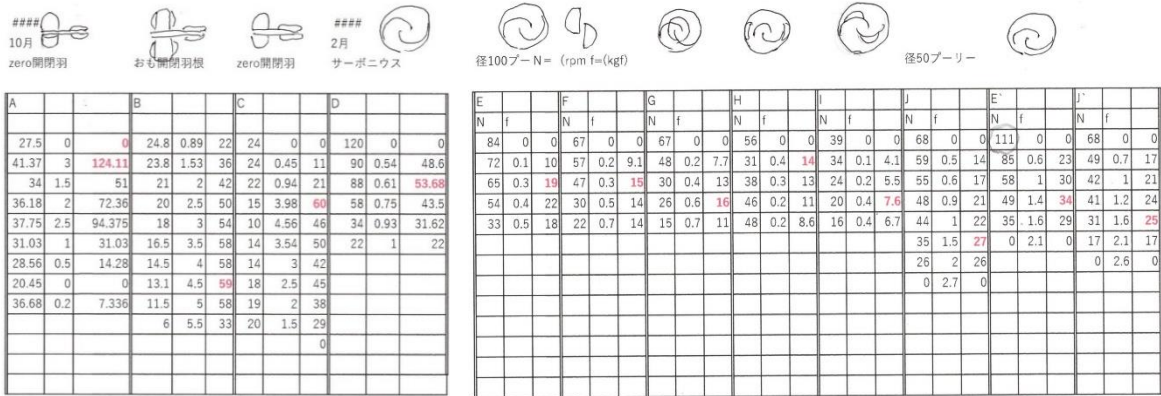 ####
10月
zero開閉羽
おも開閉羽根
zero開閉羽
####
2月
サーボニウス
径100プーN= (rpm f=(kgf)
径50プーリー
A B C D
27.5 0 0 24.8 0.89 22 24 0 0 120 0 0
41.37 3 124.11 23.8 1.53 36 24 0.45 11 90 0.54 48.6
34 1.5 51 21 2 42 22 0.94 21 88 0.61 53.68
36.18 2 72.36 20 2.5 50 15 3.98 60 58 0.75 43.5
37.75 2.5 94.375 18 3 54 10 4.56 46 34 0.93 31.62
31.03 1 31.03 16.5 3.5 58 14 3.54 50 22 1 22
28.56 0.5 14.28 14.5 4 58 14 3 42
20.45 0 0 13.1 4.5 59 18 2.5 45
36.68 0.2 7.336 11.5 5 58 19 2 38
6 5.5 33 20 1.5 29
0
E F G H I J E` J`
N f N f N f N f N f N f N f N f
84 0 0 67 0 0 67 0 0 56 0 0 39 0 0 68 0 0 111 0 0 68 0 0
72 0.1 10 57 0.2 9.1 48 0.2 7.7 31 0.4 14 34 0.1 4.1 59 0.5 14 85 0.6 23 49 0.7 17
65 0.3 19 47 0.3 15 30 0.4 13 38 0.3 13 24 0.2 5.5 55 0.6 17 58 1 30 42 1 21
54 0.4 22 30 0.5 14 26 0.6 16 46 0.2 11 20 0.4 7.6 48 0.9 21 49 1.4 34 41 1.2 24
33 0.5 18 22 0.7 14 15 0.7 11 48 0.2 8.6 16 0.4 6.7 44 1 22 35 1.6 29 31 1.6 25
35 1.5 27 0 2.1 0 17 2.1 17
26 2 26 0 2.6 0
0 2.7 0